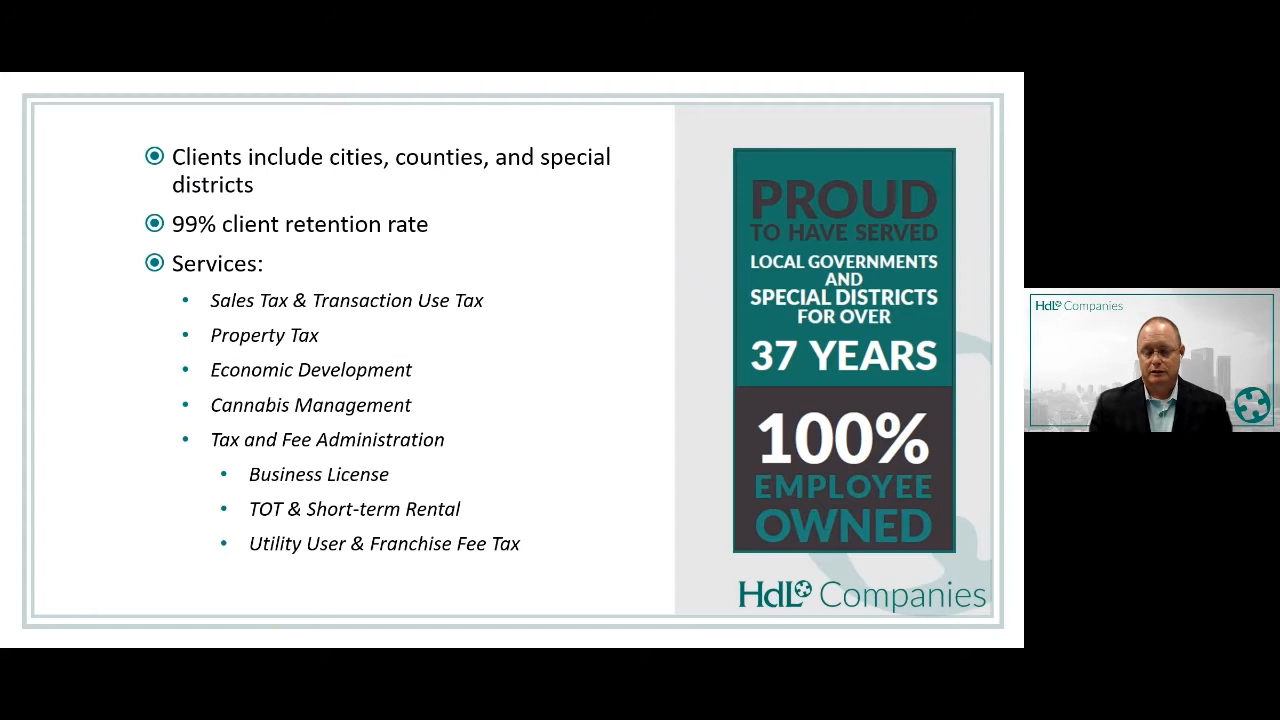 Clients include cities, counties, and special
districts
99% client retention rate
Services:
Sales Tax & Transaction Use Tax
Property Tax
Economic Development
Cannabis Management
Tax and Fee Administration
Business License
TOT & Short-term Rental
Utility User & Franchise Fee Tax
PROUD
TO HAVE SERVED
LOCAL GOVERNMENTS
AND
SPECIAL DISTRICTS
FOR OVER
37 YEARS
100%
EMPLOYEE
OWNED
HdL Companies
HdL Companies